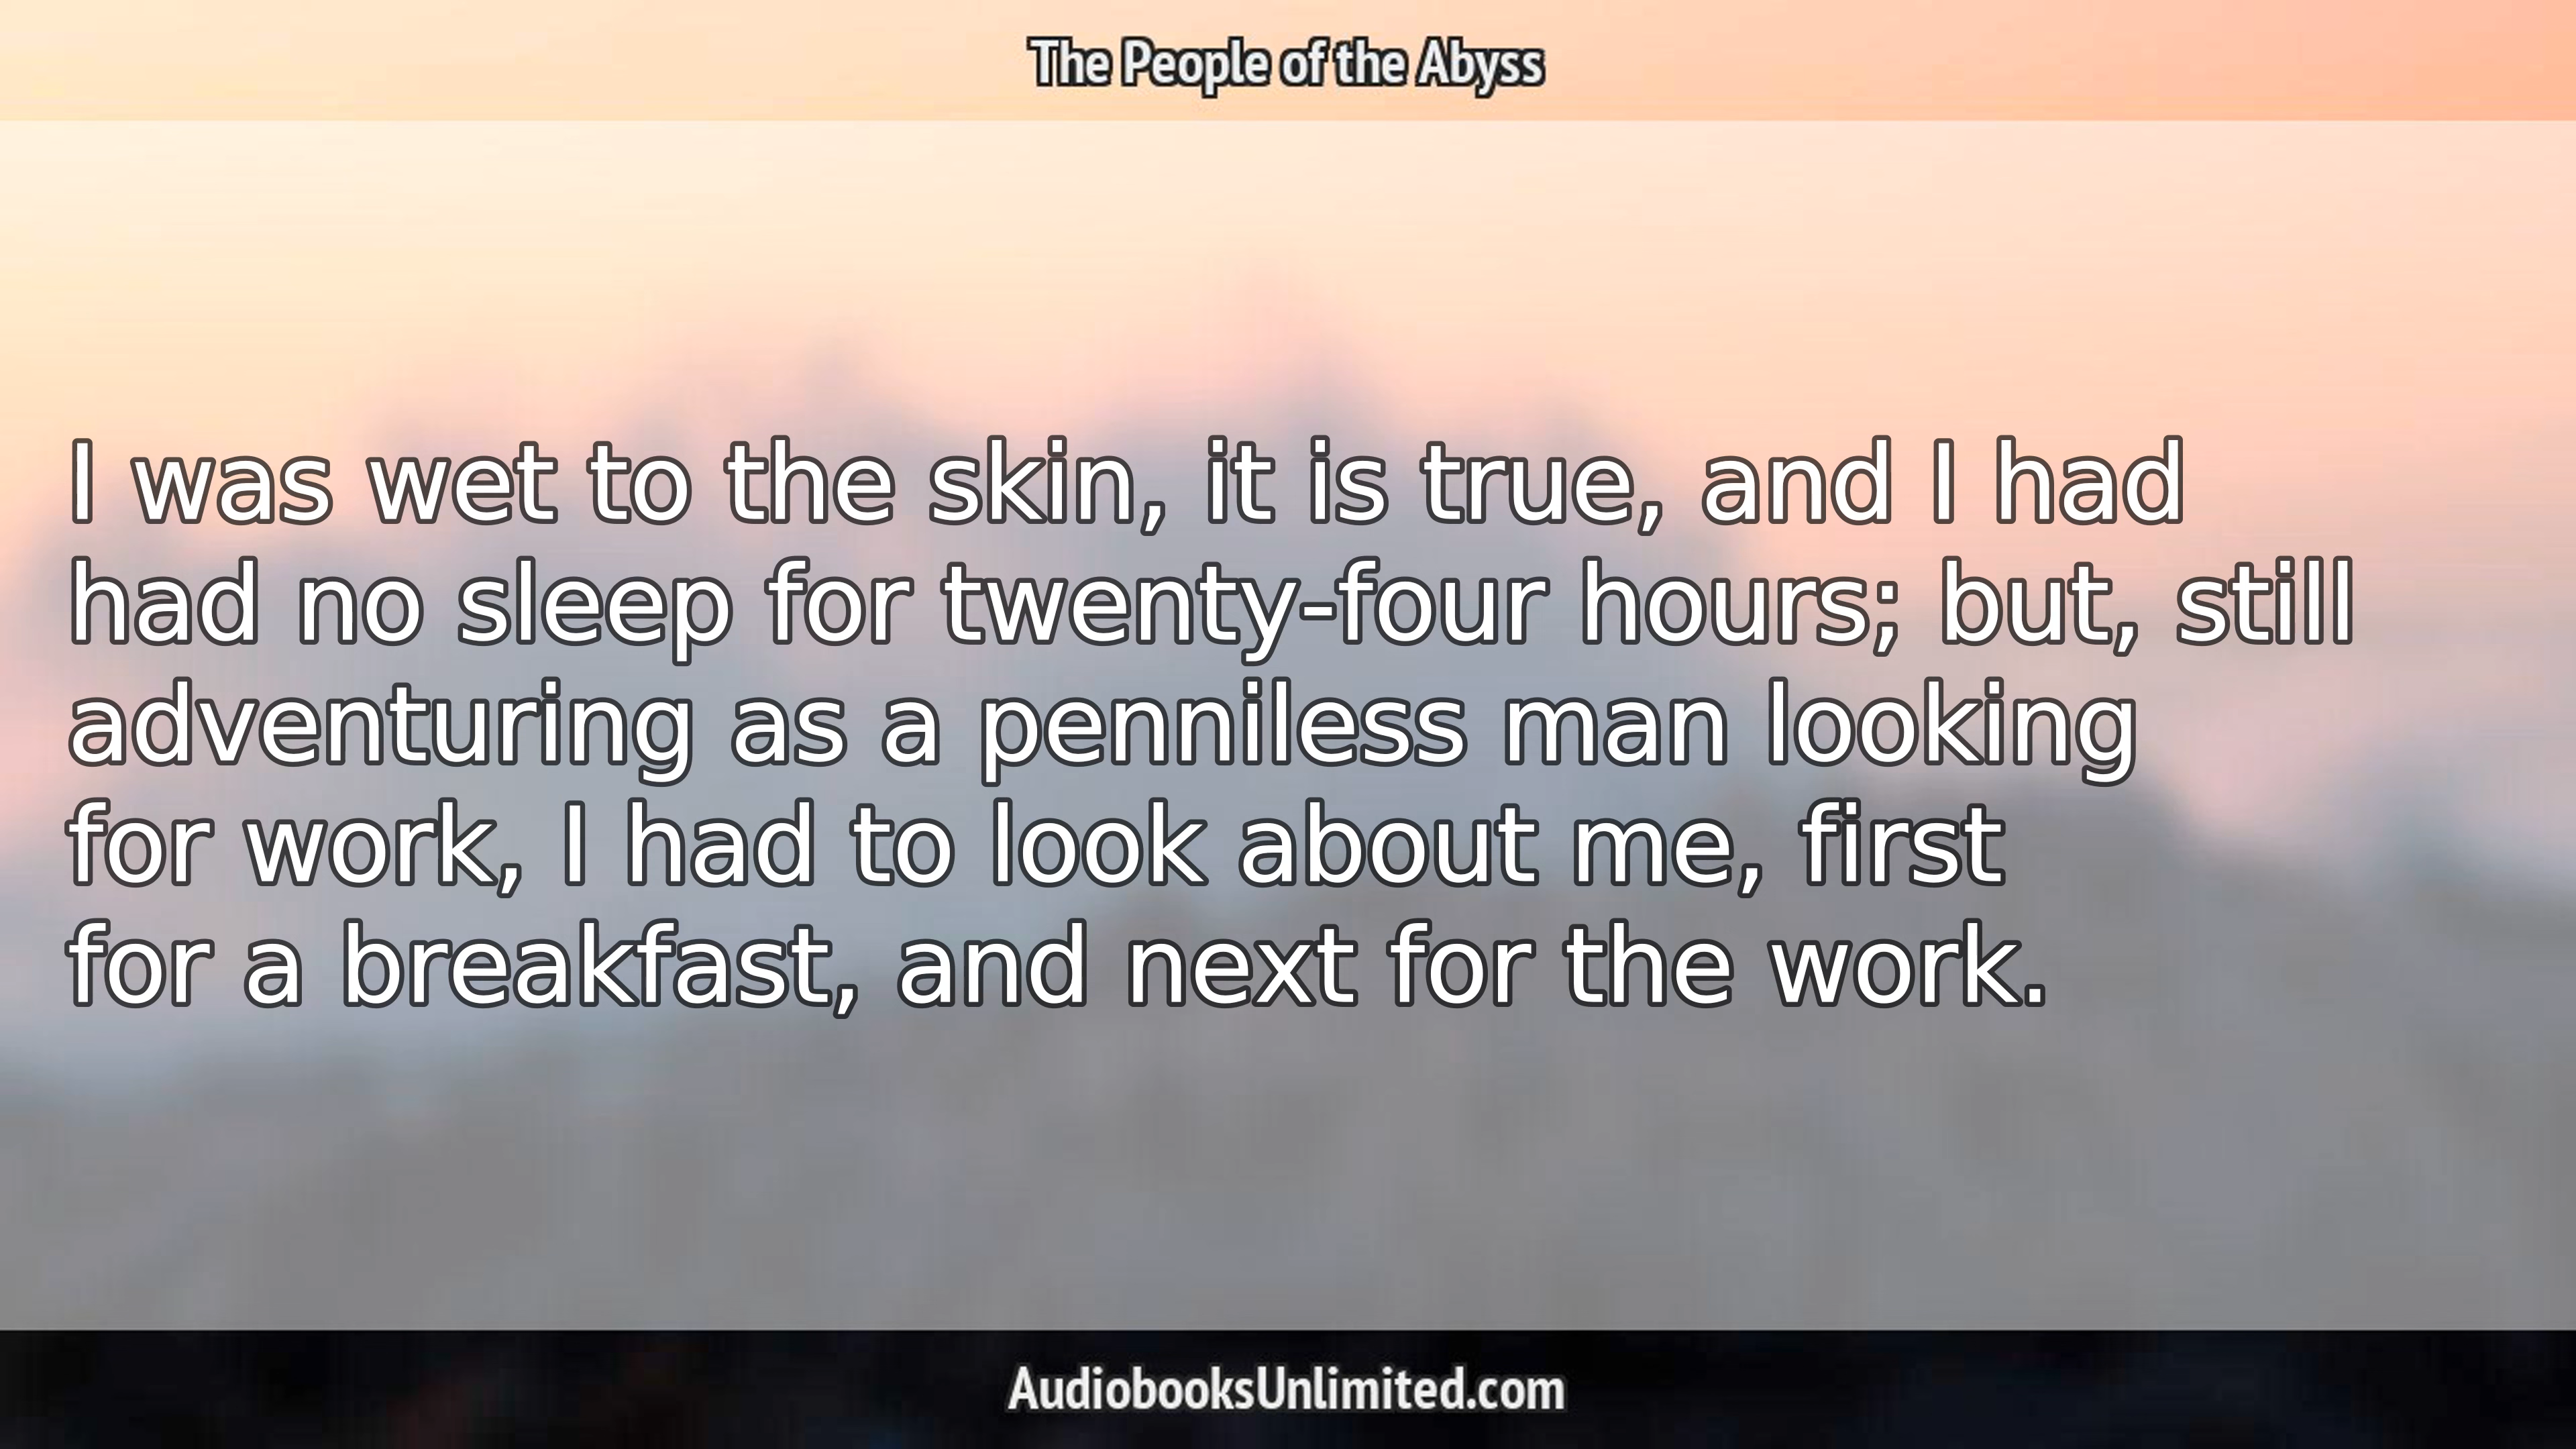 The People of the Abyss
I was wet to the skin, it is true, and I had
had no sleep for twenty-four hours; but, still
adventuring as a penniless man looking
for work, I had to look about me, first
for a breakfast, and next for the work.
AudiobooksUnlimited.com